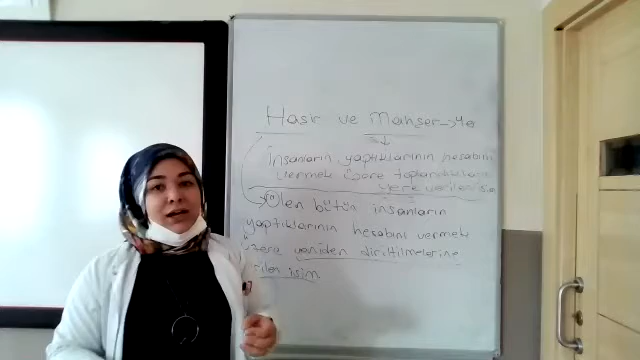 Haşir ve Mahşer → Ye
İnsanların yaptıklarının hesabını
vermek üzere toplandıkları
yere verilen isim
Ölen bütün insanların
yaptıklarının hesabını vermek
üzere yeniden diriltilmelerine
isim